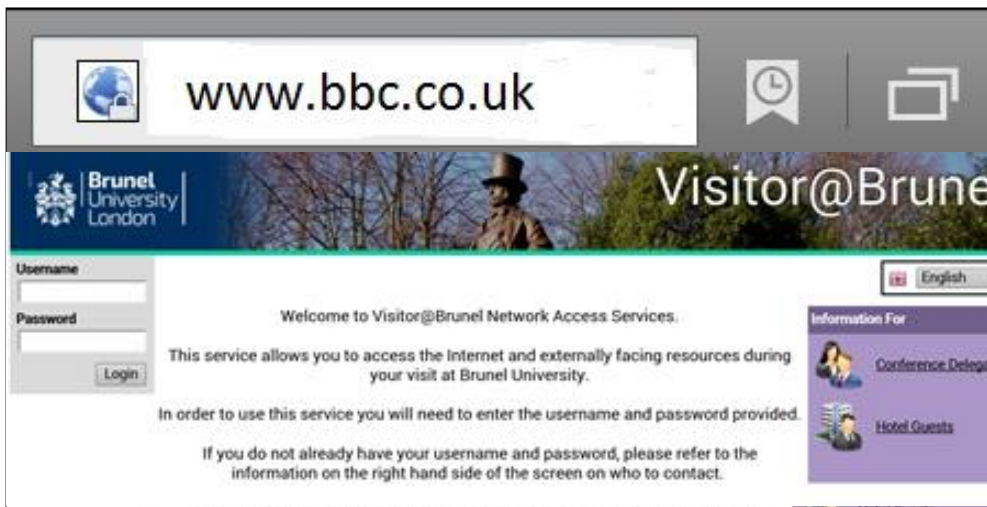 www.bbc.co.uk
Brunel
University
London
Visitor@Brune
Username
Password
Login
Welcome to Visitor@Brunel Network Access Services.
This service allows you to access the Internet and externally facing resources during
your visit at Brunel University.
In order to use this service you will need to enter the username and password provided.
If you do not already have your username and password, please refer to the
information on the right hand side of the screen on who to contact.
English
Information For
Conference Delega
Hotel Guests